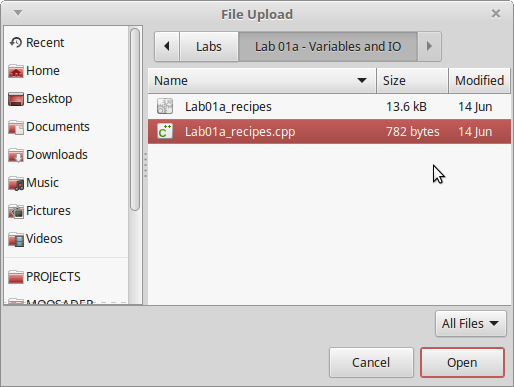 File Upload
Recent
Home
Desktop
Documents
Downloads
Music
Pictures
Videos
PROJECTS
MOOSADER
Labs
Lab 01a - Variables and IO
Name Size Modified
Lab01a_recipes 13.6 kB 14 Jun
C++ Lab01a_recipes.cpp 782 bytes 14 Jun
All Files
Cancel Open